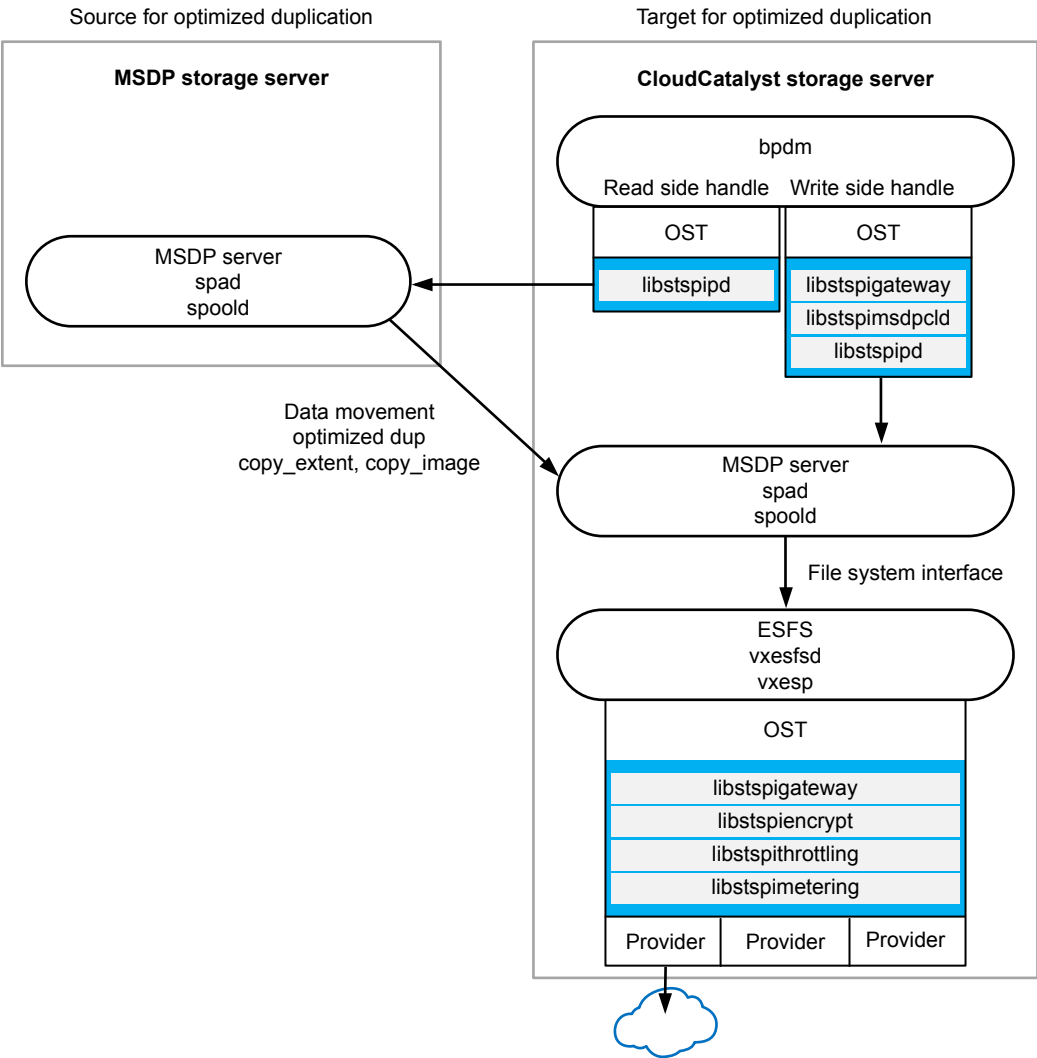 Source for optimized duplication
Target for optimized duplication
MSDP storage server
CloudCatalyst storage server
bpdm
Read side handle
Write side handle
OST
OST
libstspipd
libstspigateway
libstspimsdpcld
libstspipd
MSDP server
spad
spoold
Data movement
optimized dup
copy_extent, copy_image
MSDP server
spad
spoold
File system interface
ESFS
vxesfsd
vxesp
OST
libstspigateway
libstspiencrypt
libstspithrottling
libstspimetering
Provider
Provider
Provider